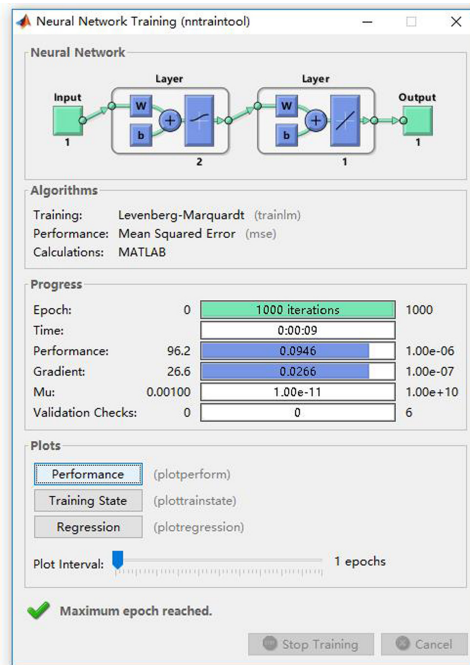 Neural Network Training (nntraintool)
Neural Network
Layer Layer
Input W W Output
b b
1 1
2 1
Algorithms
Training: Levenberg-Marquardt (trainlm)
Performance: Mean Squared Error (mse)
Calculations: MATLAB
Progress
Epoch: 0 1000 iterations 1000
Time: 0:00:09
Performance: 96.2 0.0946 1.00e-06
Gradient: 26.6 0.0266 1.00e-07
Mu: 0.00100 1.00e-11 1.00e+10
Validation Checks: 0 0 6
Plots
Performance (plotperform)
Training State (plottrainstate)
Regression (plotregression)
Plot Interval: 1 epochs
Maximum epoch reached.
Stop Training Cancel